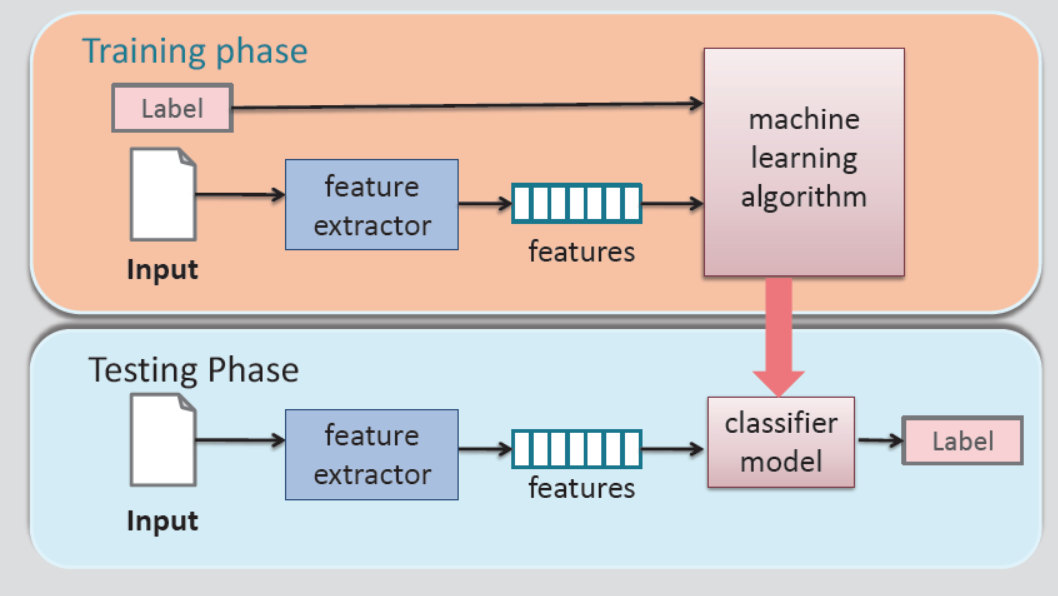 Training phase
Label
machine
learning
algorithm
feature
extractor
features
Input
Testing Phase
feature
extractor
features
classifier
model
Label
Input